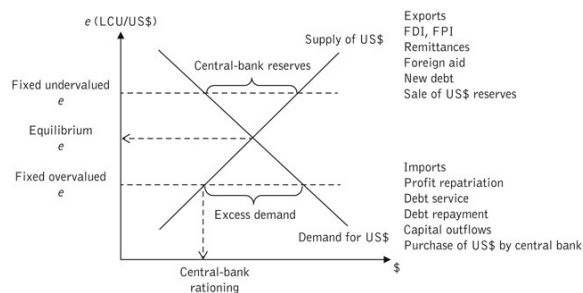 e (LCU/US$)
Supply of US$
Exports
FDI, FPI
Remittances
Foreign aid
New debt
Sale of US$ reserves
Central-bank reserves
Fixed undervalued
e
Equilibrium
e
Fixed overvalued
e
Excess demand
Imports
Profit repatriation
Debt service
Debt repayment
Capital outflows
Purchase of US$ by central bank
Demand for US$
$
Central-bank
rationing